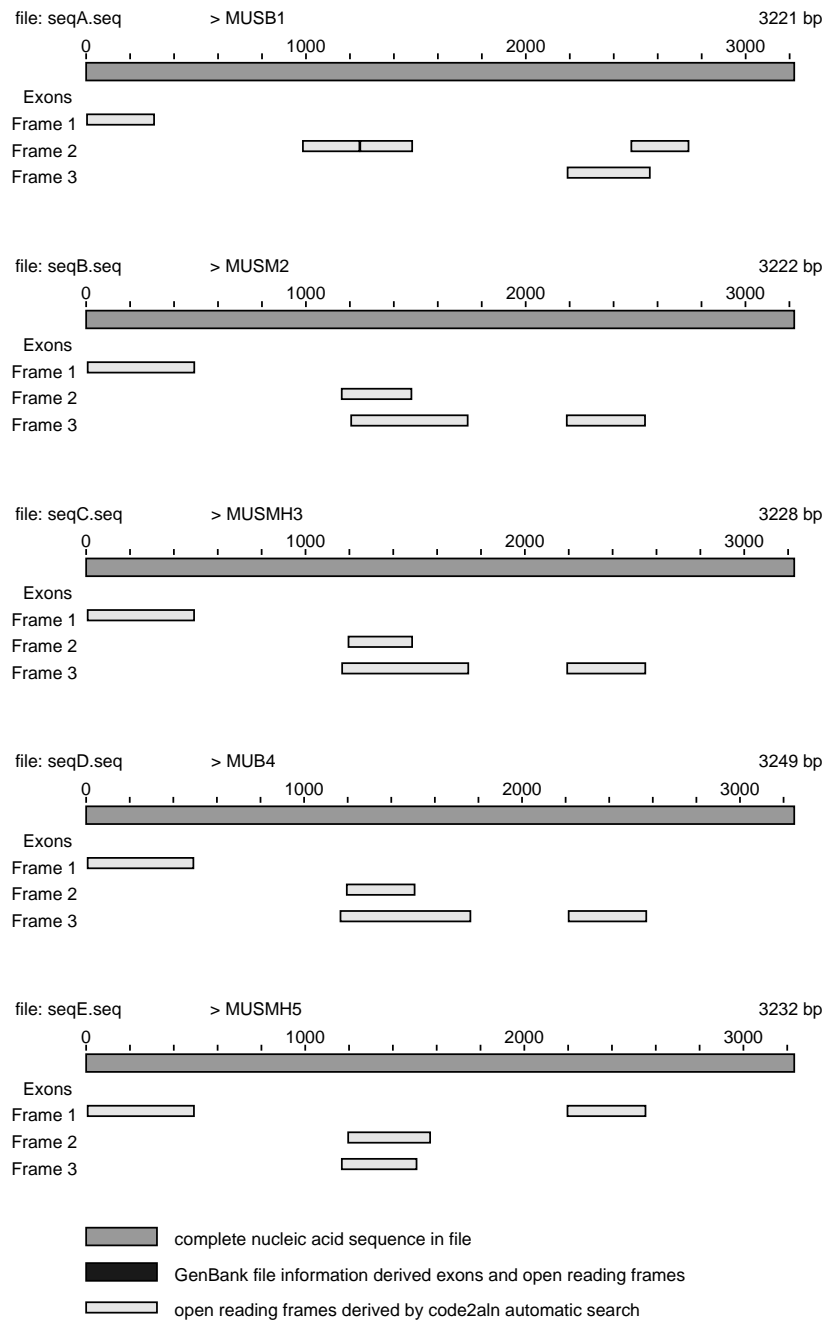 file: seqA.seq > MUSB1 3221 bp
0 1000 2000 3000
Exons
Frame 1
Frame 2
Frame 3
file: seqB.seq > MUSM2 3222 bp
0 1000 2000 3000
Exons
Frame 1
Frame 2
Frame 3
file: seqC.seq > MUSMH3 3228 bp
0 1000 2000 3000
Exons
Frame 1
Frame 2
Frame 3
file: seqD.seq > MUB4 3249 bp
0 1000 2000 3000
Exons
Frame 1
Frame 2
Frame 3
file: seqE.seq > MUSMH5 3232 bp
0 1000 2000 3000
Exons
Frame 1
Frame 2
Frame 3
complete nucleic acid sequence in file
GenBank file information derived exons and open reading frames
open reading frames derived by code2aln automatic search